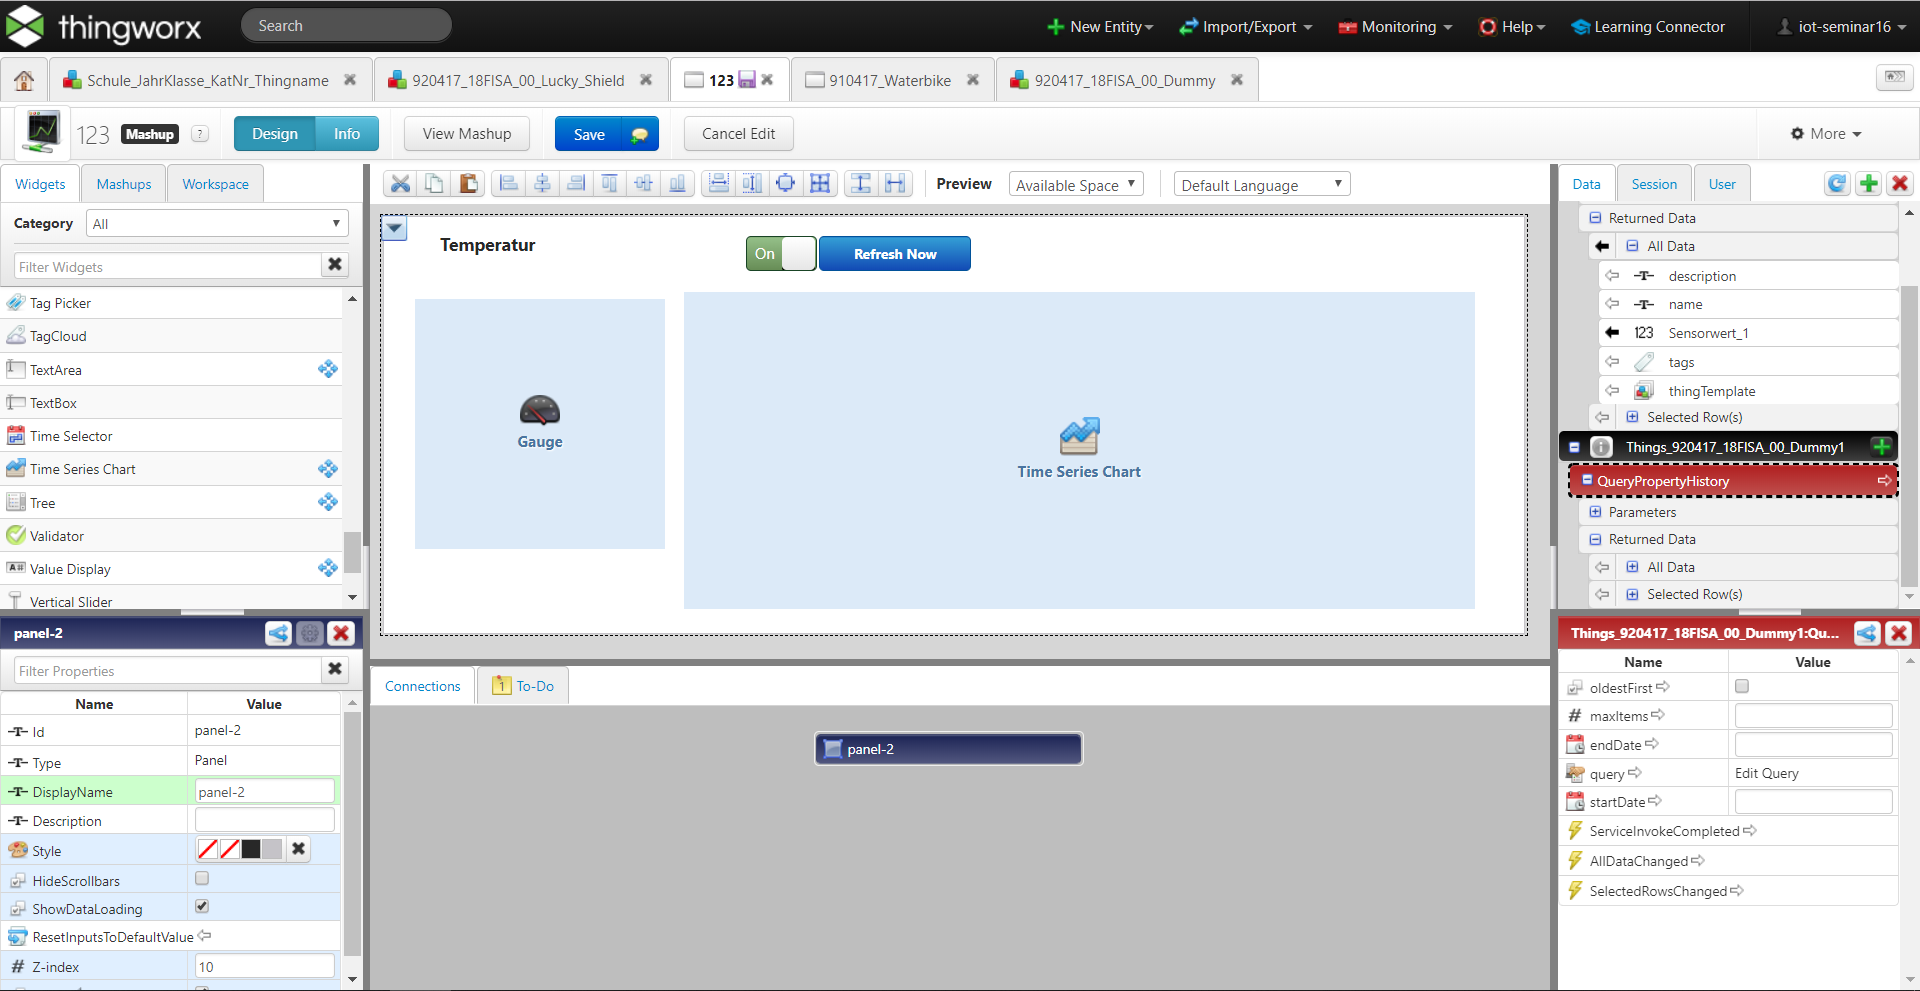 thingworx
Search
New Entity
Import/Export
Monitoring
Help
Learning Connector
iot-seminar16
Schule_JahrKlasse_KatNr_Thingname
920417_18FISA_00_Lucky_Shield
123
910417_Waterbike
920417_18FISA_00_Dummy
123
Mashup
?
Design
Info
View Mashup
Save
Cancel Edit
More
Widgets
Mashups
Workspace
Category
All
Filter Widgets
Tag Picker
TagCloud
TextArea
TextBox
Time Selector
Time Series Chart
Tree
Validator
Value Display
Vertical Slider
panel-2
Filter Properties
Name Value
Id panel-2
Type Panel
DisplayName panel-2
Description
Style
HideScrollbars
ShowDataLoading
ResetInputsToDefaultValue
Z-index 10
Preview
Available Space
Default Language
Temperatur
On
Refresh Now
Gauge
Time Series Chart
Connections
1
To-Do
panel-2
Data
Session
User
Returned Data
All Data
description
name
123 Sensorwert_1
tags
thingTemplate
Selected Row(s)
Things_920417_18FISA_00_Dummy1
QueryPropertyHistory
Parameters
Returned Data
All Data
Selected Row(s)
Things_920417_18FISA_00_Dummy1:Qu...
Name Value
oldestFirst
maxItems
endDate
query Edit Query
startDate
ServiceInvokeCompleted
AllDataChanged
SelectedRowsChanged